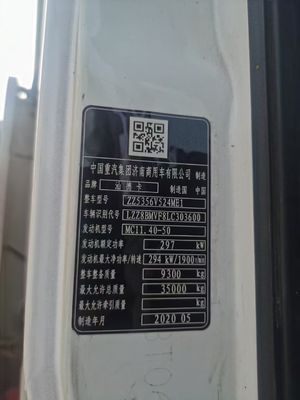 中国重汽集团济南商用车有限公司 制造
品牌 汕德卡 制造国 中国
整车型号 ZZ5356V524ME1
车辆识别代号 LZZ8BMVF8LC303600
发动机型号 MC11.40-50
发动机额定功率 297 kW
发动机最大净功率/转速 294 kW/1900r/min
整车整备质量 9300 kg
最大允许总质量 35000 kg
最大允许牵引质量 kg
制造年月 2020 05